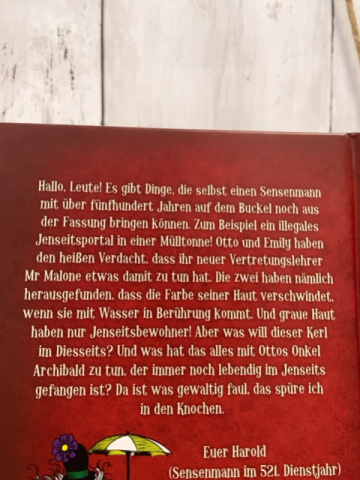 Hallo, Leute! Es gibt Dinge, die selbst einen Sensenmann
mit über fünfhundert Jahren auf dem Buckel noch aus
der Fassung bringen können. Zum Beispiel ein illegales
Jenseitsportal in einer Mülltonne! Otto und Emily haben
den heißen Verdacht, dass ihr neuer Vertretungslehrer
Mr Malone etwas damit zu tun hat. Die zwei haben nämlich
herausgefunden, dass die Farbe seiner Haut verschwindet,
wenn sie mit Wasser in Berührung kommt. Und graue Haut
haben nur Jenseitsbewohner! Aber was will dieser Kerl
im Diesseits? Und was hat das alles mit Ottos Onkel
Archibald zu tun, der immer noch lebendig im Jenseits
gefangen ist? Da ist was gewaltig faul, das spüre ich
in den Knochen.
Euer Harold
(Sensenmann im 521. Dienstjahr)